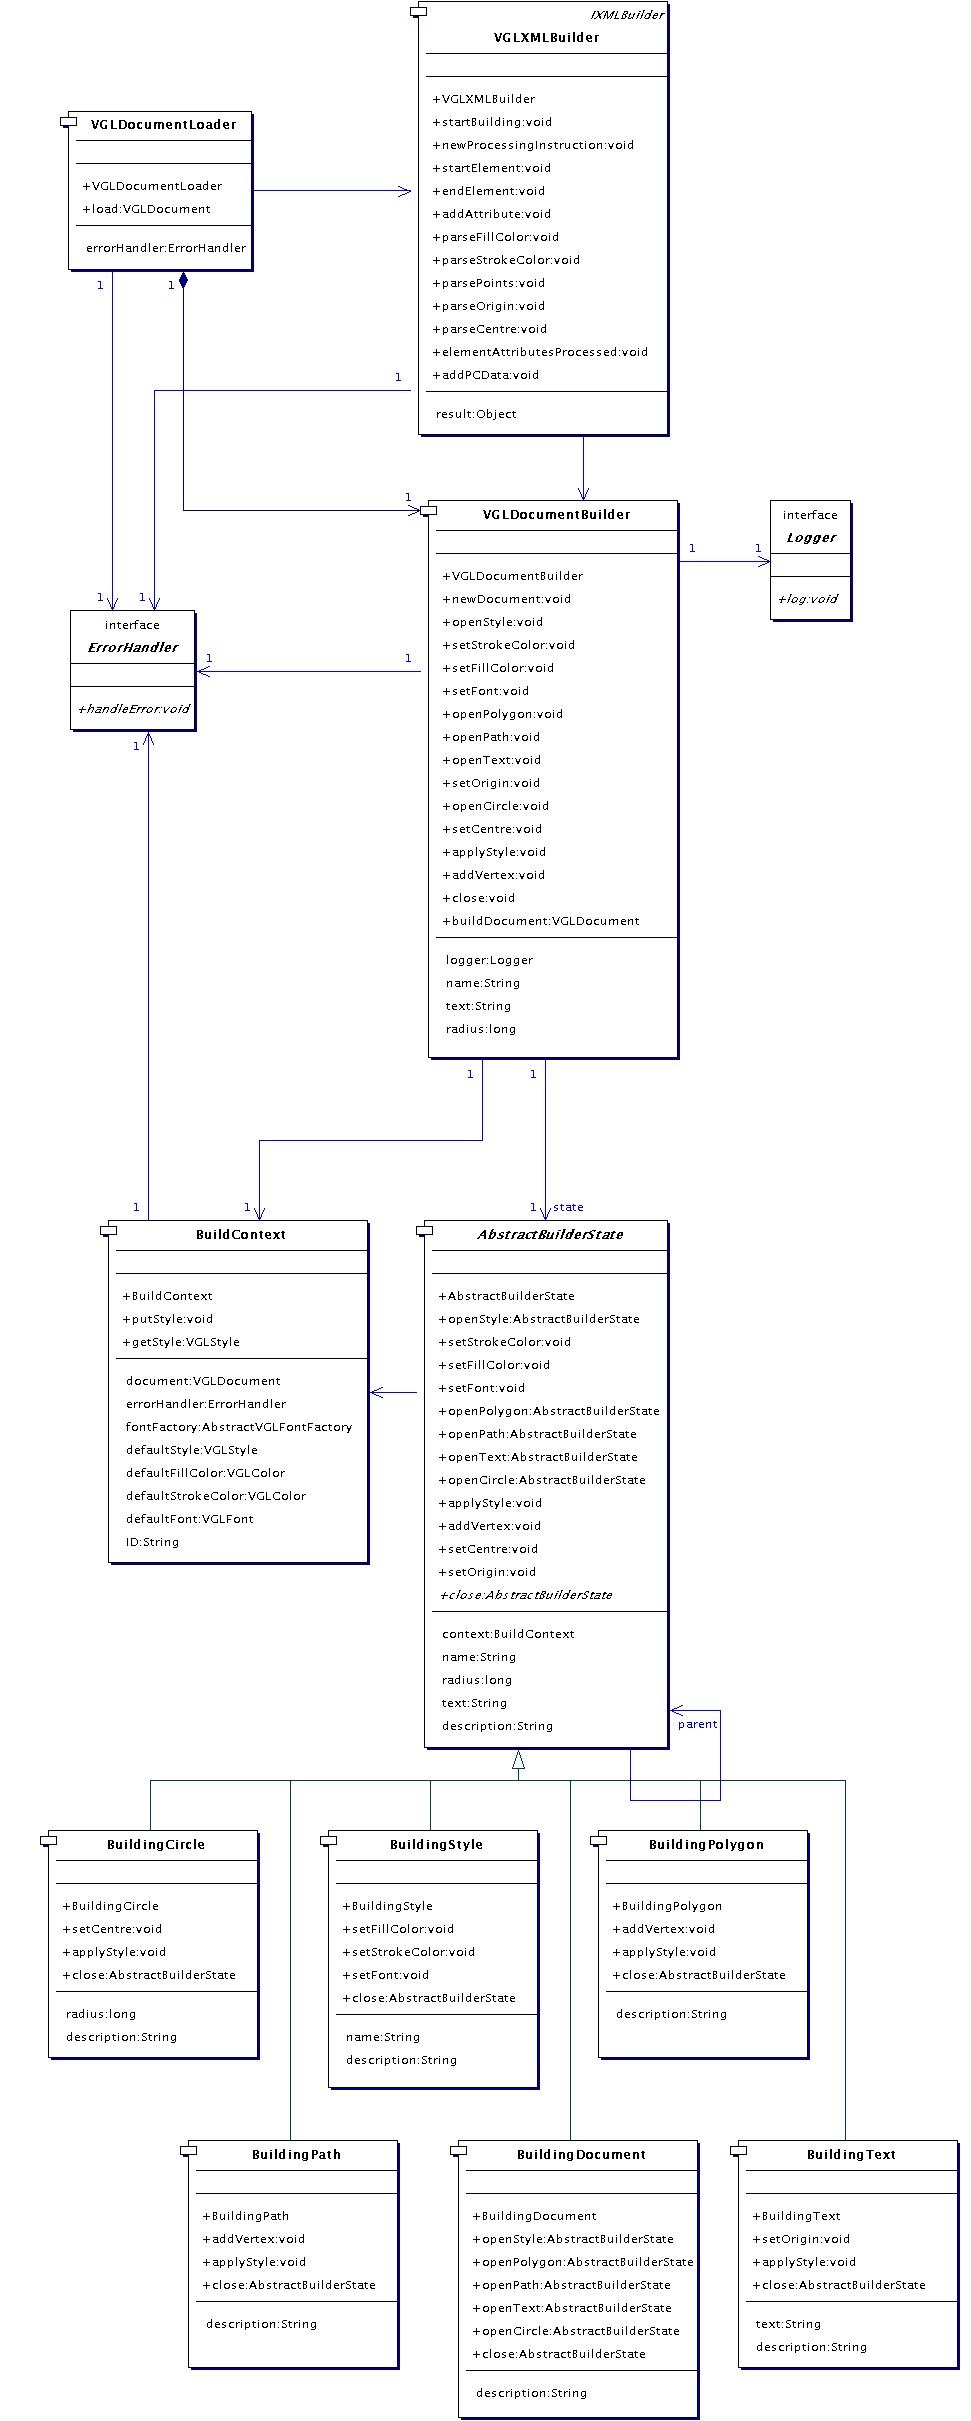 IXMLBuilder
VGLXMLBuilder
+VGLXMLBuilder
+startBuilding:void
+newProcessingInstruction:void
+startElement:void
+endElement:void
+addAttribute:void
+parseFillColor:void
+parseStrokeColor:void
+parsePoints:void
+parseOrigin:void
+parseCentre:void
+elementAttributesProcessed:void
+addPCData:void
result:Object
VGLDocumentLoader
+VGLDocumentLoader
+load:VGLDocument
errorHandler:ErrorHandler
1
1
1
1
1
1
VGLDocumentBuilder
+VGLDocumentBuilder
+newDocument:void
+openStyle:void
+setStrokeColor:void
+setFillColor:void
+setFont:void
+openPolygon:void
+openPath:void
+openText:void
+setOrigin:void
+openCircle:void
+setCentre:void
+applyStyle:void
+addVertex:void
+close:void
+buildDocument:VGLDocument
logger:Logger
name:String
text:String
radius:long
1
1
interface
Logger
+log:void
interface
ErrorHandler
+handleError:void
1
1
1
1
1
1
1
1
state
BuildContext
+BuildContext
+putStyle:void
+getStyle:VGLStyle
document:VGLDocument
errorHandler:ErrorHandler
fontFactory:AbstractVGLFontFactory
defaultStyle:VGLStyle
defaultFillColor:VGLColor
defaultStrokeColor:VGLColor
defaultFont:VGLFont
ID:String
AbstractBuilderState
+AbstractBuilderState
+openStyle:AbstractBuilderState
+setStrokeColor:void
+setFillColor:void
+setFont:void
+openPolygon:AbstractBuilderState
+openPath:AbstractBuilderState
+openText:AbstractBuilderState
+openCircle:AbstractBuilderState
+applyStyle:void
+addVertex:void
+setCentre:void
+setOrigin:void
+close:AbstractBuilderState
context:BuildContext
name:String
radius:long
text:String
description:String
parent
BuildingCircle
+BuildingCircle
+setCentre:void
+applyStyle:void
+close:AbstractBuilderState
radius:long
description:String
BuildingStyle
+BuildingStyle
+setFillColor:void
+setStrokeColor:void
+setFont:void
+close:AbstractBuilderState
name:String
description:String
BuildingPolygon
+BuildingPolygon
+addVertex:void
+applyStyle:void
+close:AbstractBuilderState
description:String
BuildingPath
+BuildingPath
+addVertex:void
+applyStyle:void
+close:AbstractBuilderState
description:String
BuildingDocument
+BuildingDocument
+openStyle:AbstractBuilderState
+openPolygon:AbstractBuilderState
+openPath:AbstractBuilderState
+openText:AbstractBuilderState
+openCircle:AbstractBuilderState
+close:AbstractBuilderState
description:String
BuildingText
+BuildingText
+setOrigin:void
+applyStyle:void
+close:AbstractBuilderState
text:String
description:String